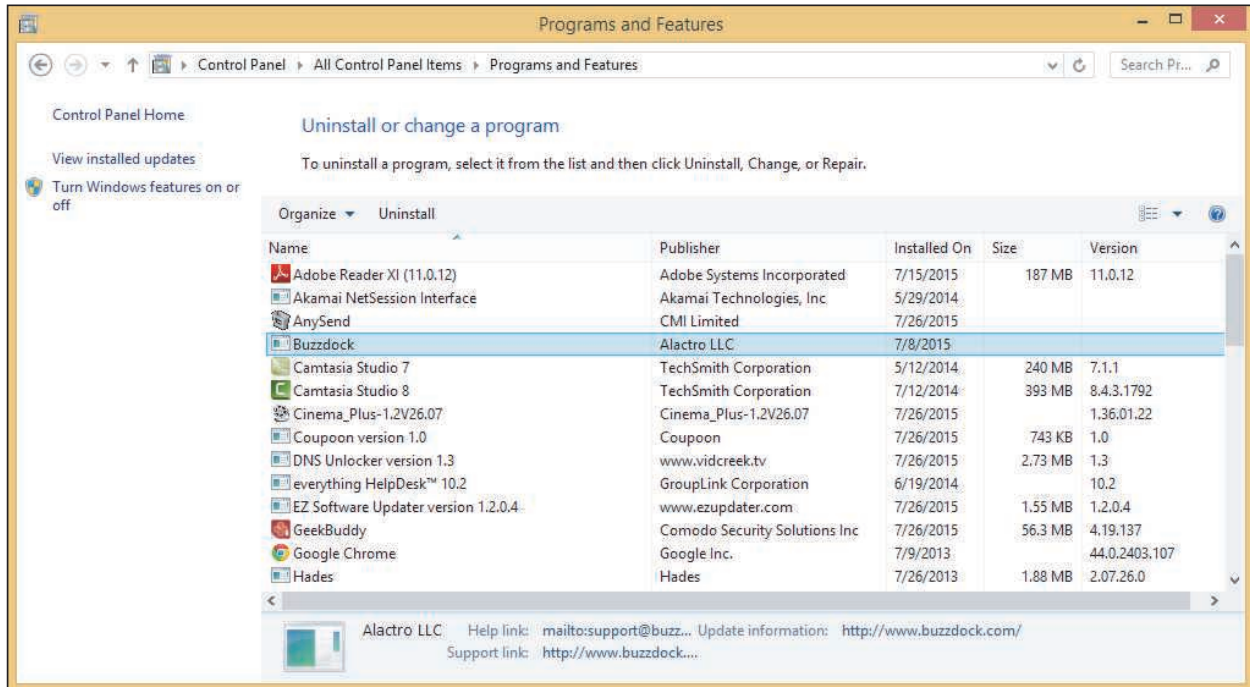 Programs and Features
Control Panel All Control Panel Items Programs and Features Search Pr...
Control Panel Home
View installed updates
Turn Windows features on or
off
Uninstall or change a program
To uninstall a program, select it from the list and then click Uninstall, Change, or Repair.
Organize Uninstall
Name Publisher Installed On Size Version
Adobe Reader XI (11.0.12) Adobe Systems Incorporated 7/15/2015 187 MB 11.0.12
Akamai NetSession Interface Akamai Technologies, Inc 5/29/2014
AnySend CMI Limited 7/26/2015
Buzzdock Alactro LLC 7/8/2015
Camtasia Studio 7 TechSmith Corporation 5/12/2014 240 MB 7.1.1
Camtasia Studio 8 TechSmith Corporation 7/12/2014 393 MB 8.4.3.1792
Cinema_Plus-1.2V26.07 Cinema_Plus-1.2V26.07 7/26/2015 1.36.01.22
Coupoon version 1.0 Coupoon 7/26/2015 743 KB 1.0
DNS Unlocker version 1.3 www.vidcreek.tv 7/26/2015 2.73 MB 1.3
everything HelpDesk™ 10.2 GroupLink Corporation 6/19/2014 10.2
EZ Software Updater version 1.2.0.4 www.ezupdater.com 7/26/2015 1.55 MB 1.2.0.4
GeekBuddy Comodo Security Solutions Inc 7/26/2015 56.3 MB 4.19.137
Google Chrome Google Inc. 7/9/2013 44.0.2403.107
Hades Hades 7/26/2013 1.88 MB 2.07.26.0
Alactro LLC Help link: mailto:support@buzz... Update information: http://www.buzzdock.com/
Support link: http://www.buzzdock....